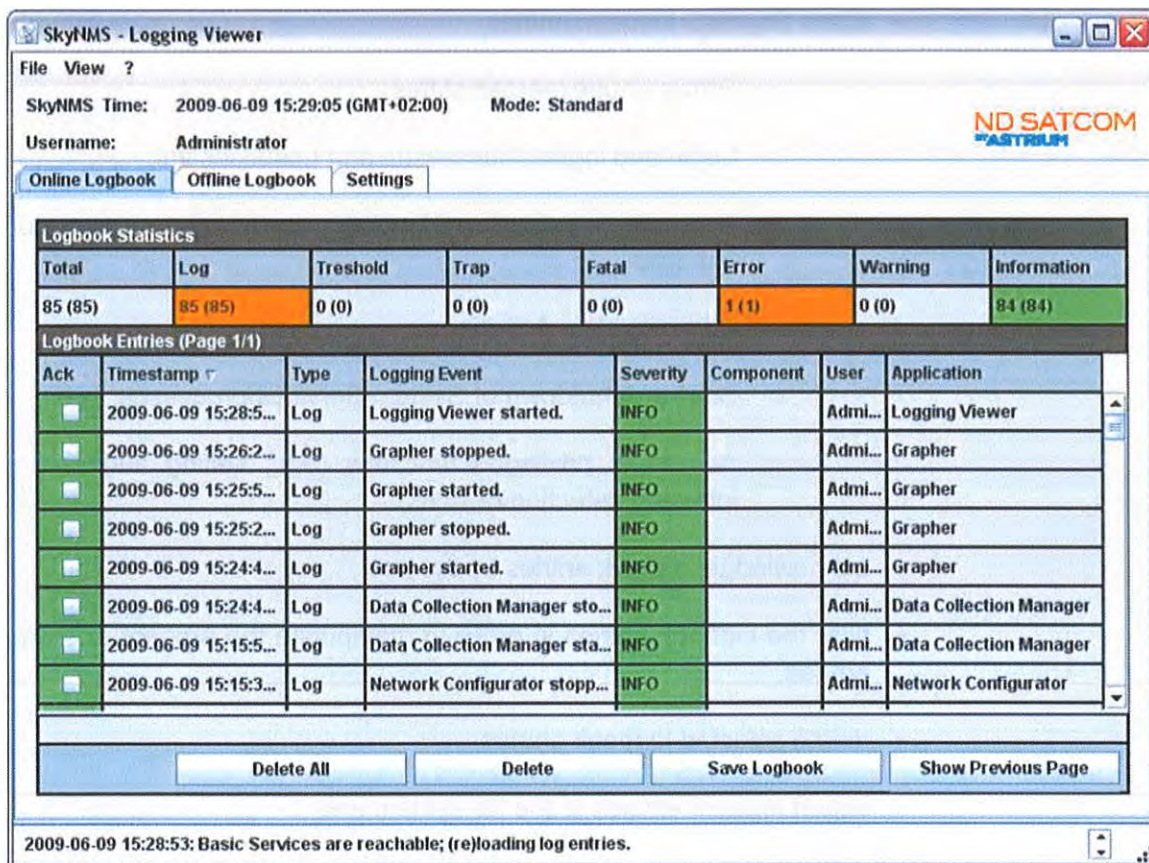 SkyNMS - Logging Viewer
File View ?
SkyNMS Time: 2009-06-09 15:29:05 (GMT+02:00) Mode: Standard
Username: Administrator
ND SATCOM
BY ASTRIUM
Online Logbook Offline Logbook Settings
Logbook Statistics
Total Log Treshold Trap Fatal Error Warning Information
85 (85) 85 (85) 0 (0) 0 (0) 0 (0) 1 (1) 0 (0) 84 (84)
Logbook Entries (Page 1/1)
Ack Timestamp Type Logging Event Severity Component User Application
2009-06-09 15:28:5... Log Logging Viewer started. INFO Admi... Logging Viewer
2009-06-09 15:26:2... Log Grapher stopped. INFO Admi... Grapher
2009-06-09 15:25:5... Log Grapher started. INFO Admi... Grapher
2009-06-09 15:25:2... Log Grapher stopped. INFO Admi... Grapher
2009-06-09 15:24:4... Log Grapher started. INFO Admi... Grapher
2009-06-09 15:24:4... Log Data Collection Manager sto... INFO Admi... Data Collection Manager
2009-06-09 15:15:5... Log Data Collection Manager sta... INFO Admi... Data Collection Manager
2009-06-09 15:15:3... Log Network Configurator stopp... INFO Admi... Network Configurator
Delete All Delete Save Logbook Show Previous Page
2009-06-09 15:28:53: Basic Services are reachable; (re)loading log entries.